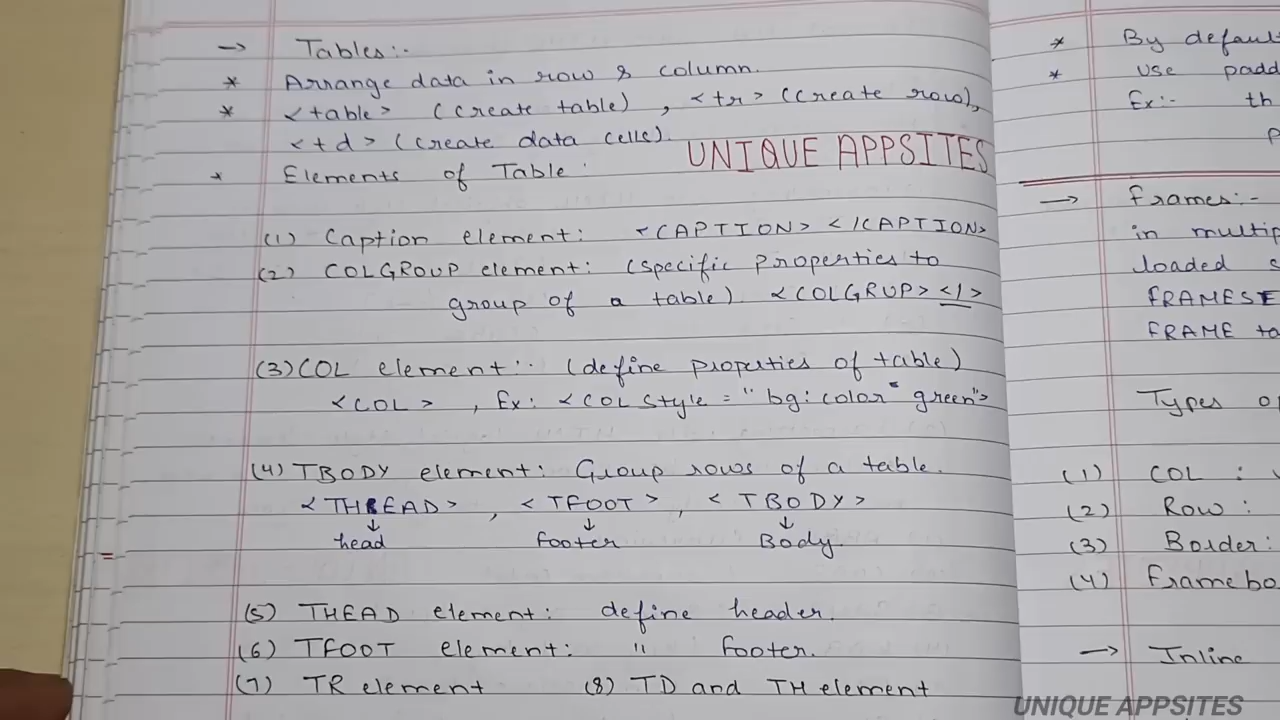 → Tables:-
* Arrange data in row & column.
* <table> (create table), <tr> (create row),
<td> (create data cells).
UNIQUE APPSITES
* Elements of Table
(1) Caption element: <CAPTION> </CAPTION>
(2) COLGROUP element: (specific properties to
group of a table) <COLGRUP> </>
(3) COL element:- (define properties of table)
<COL>, Ex: <COL style = "bg:color = green">
(4) TBODY element: Group rows of a table.
<THEAD>, <TFOOT>, <TBODY>
↓ ↓ ↓
head footer Body
(5) THEAD element: define header.
(6) TFOOT element: " footer.
(7) TR element (8) TD and TH element
* By default
* Use padd
Ex:- th
P
→ Frames:-
in multip
loaded s
FRAMESE
FRAME ta
Types o
(1) COL :
(2) Row :
(3) Border:
(4) Framebo
→ Inline
UNIQUE APPSITES